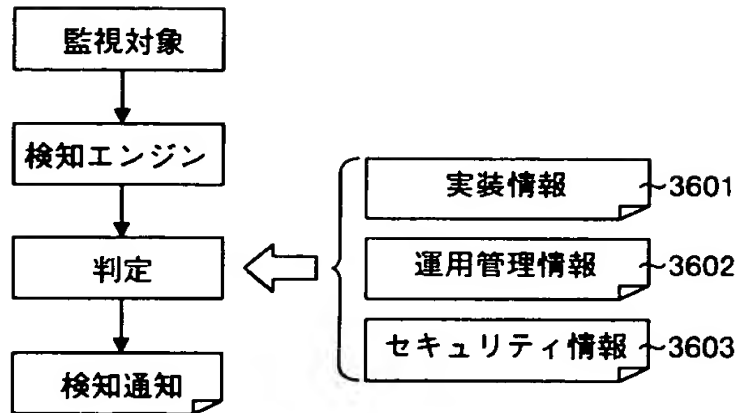 監視対象
検知エンジン
判定
検知通知
実装情報 ~3601
運用管理情報 ~3602
セキュリティ情報 ~3603